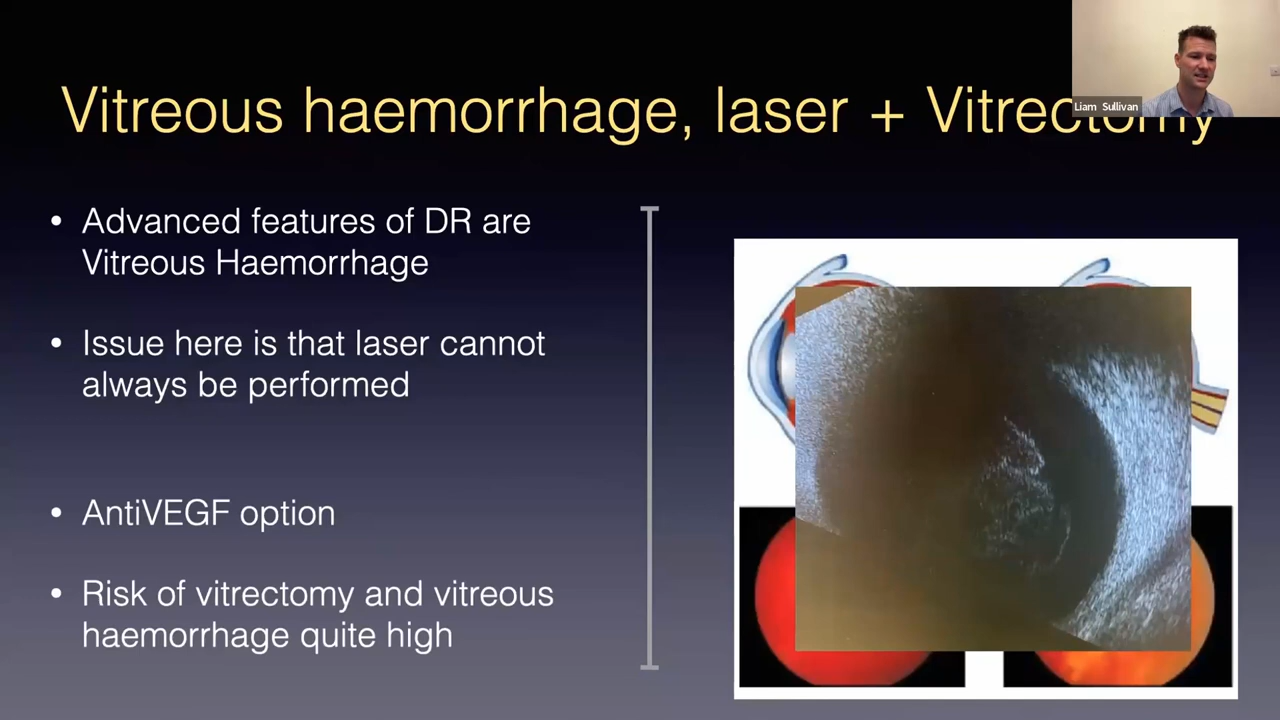 Vitreous haemorrhage, laser + Vitrectomy
Liam Sullivan
• Advanced features of DR are
Vitreous Haemorrhage
• Issue here is that laser cannot
always be performed
• AntiVEGF option
• Risk of vitrectomy and vitreous
haemorrhage quite high